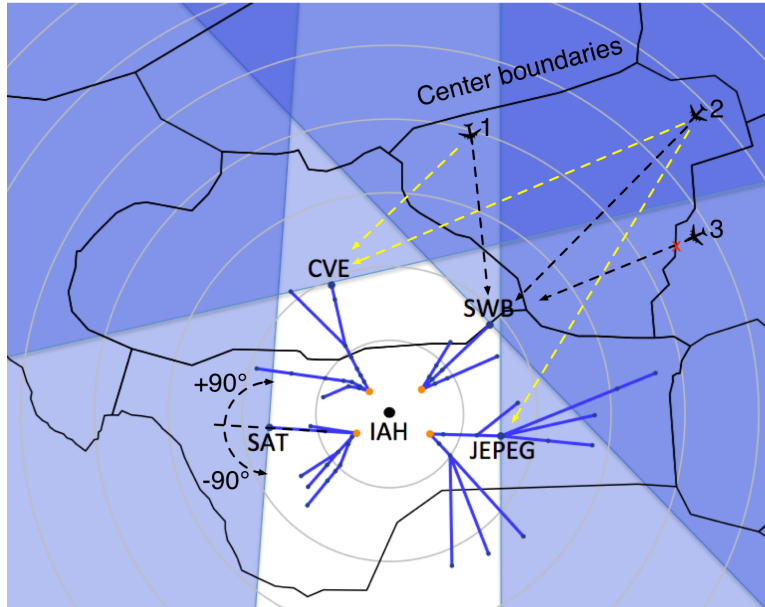 Center boundaries
1
2
3
CVE
SWB
+90°
SAT
IAH
JEPEG
-90°